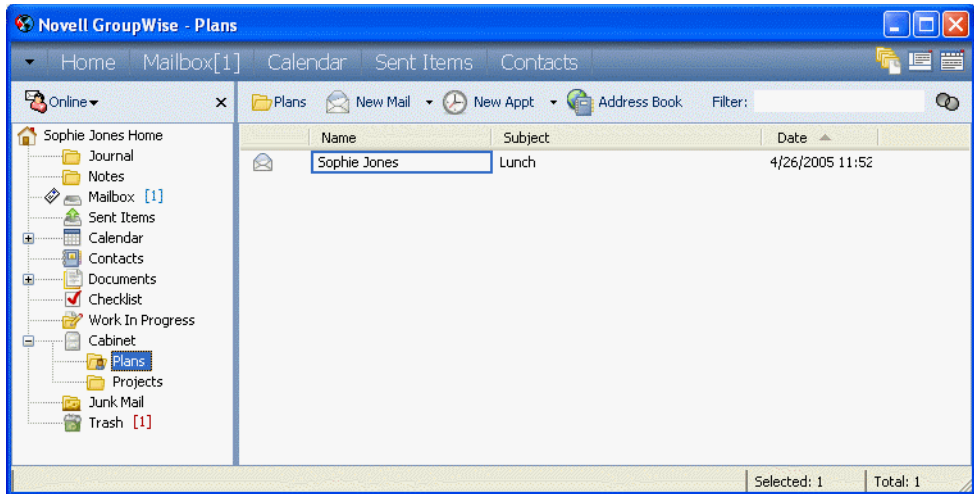 Novell GroupWise - Plans
Home Mailbox[1] Calendar Sent Items Contacts
Online Plans New Mail New Appt Address Book Filter:
Name Subject Date
Sophie Jones Lunch 4/26/2005 11:52
Sophie Jones Home
Journal
Notes
Mailbox [1]
Sent Items
Calendar
Contacts
Documents
Checklist
Work In Progress
Cabinet
Plans
Projects
Junk Mail
Trash [1]
Selected: 1 Total: 1